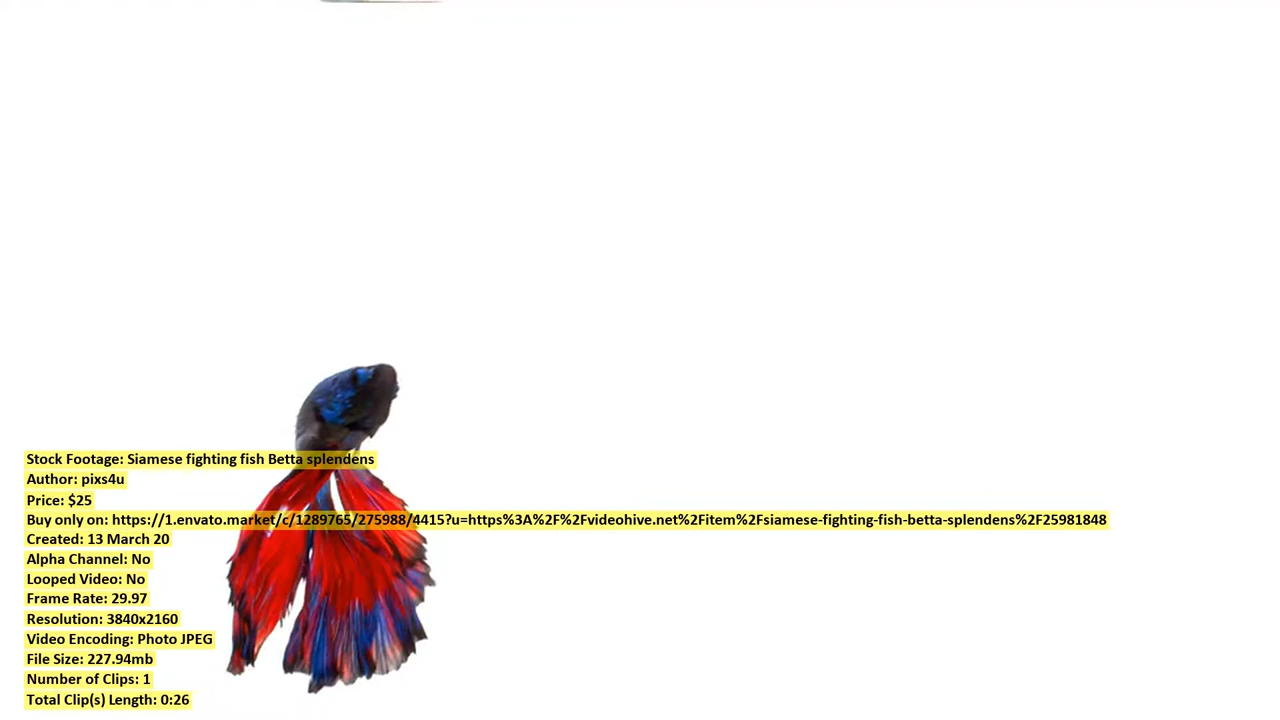 Stock Footage: Siamese fighting fish Betta splendens
Author: pixs4u
Price: $25
Buy only on: https://1.envato.market/c/1289765/275988/4415?u=https%3A%2F%2Fvideohive.net%2Fitem%2Fsiamese-fighting-fish-betta-splendens%2F25981848
Created: 13 March 20
Alpha Channel: No
Looped Video: No
Frame Rate: 29.97
Resolution: 3840x2160
Video Encoding: Photo JPEG
File Size: 227.94mb
Number of Clips: 1
Total Clip(s) Length: 0:26